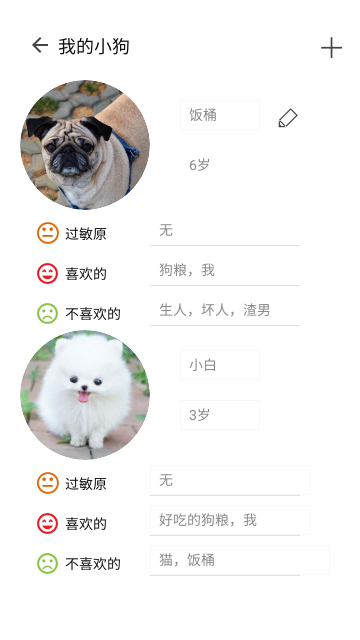 我的小狗
饭桶
6岁
过敏原 无
喜欢的 狗粮，我
不喜欢的 生人，坏人，渣男
小白
3岁
过敏原 无
喜欢的 好吃的狗粮，我
不喜欢的 猫，饭桶